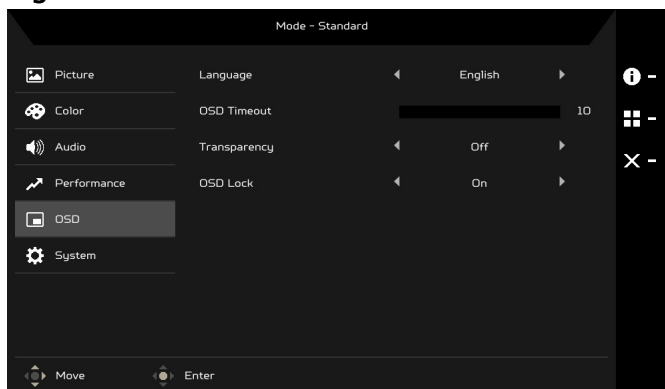 Mode - Standard
Picture
Language English
Color
OSD Timeout 10
Audio
Transparency Off
Performance
OSD Lock On
OSD
System
Move Enter